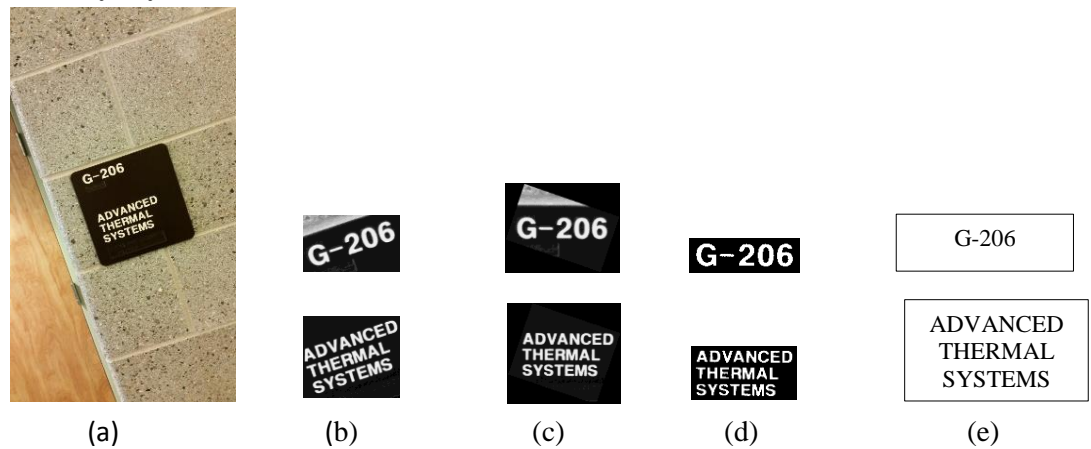 G-206
ADVANCED
THERMAL
SYSTEMS
G-206
G-206
G-206
G-206
ADVANCED
THERMAL
SYSTEMS
ADVANCED
THERMAL
SYSTEMS
ADVANCED
THERMAL
SYSTEMS
ADVANCED
THERMAL
SYSTEMS
(a)
(b)
(c)
(d)
(e)